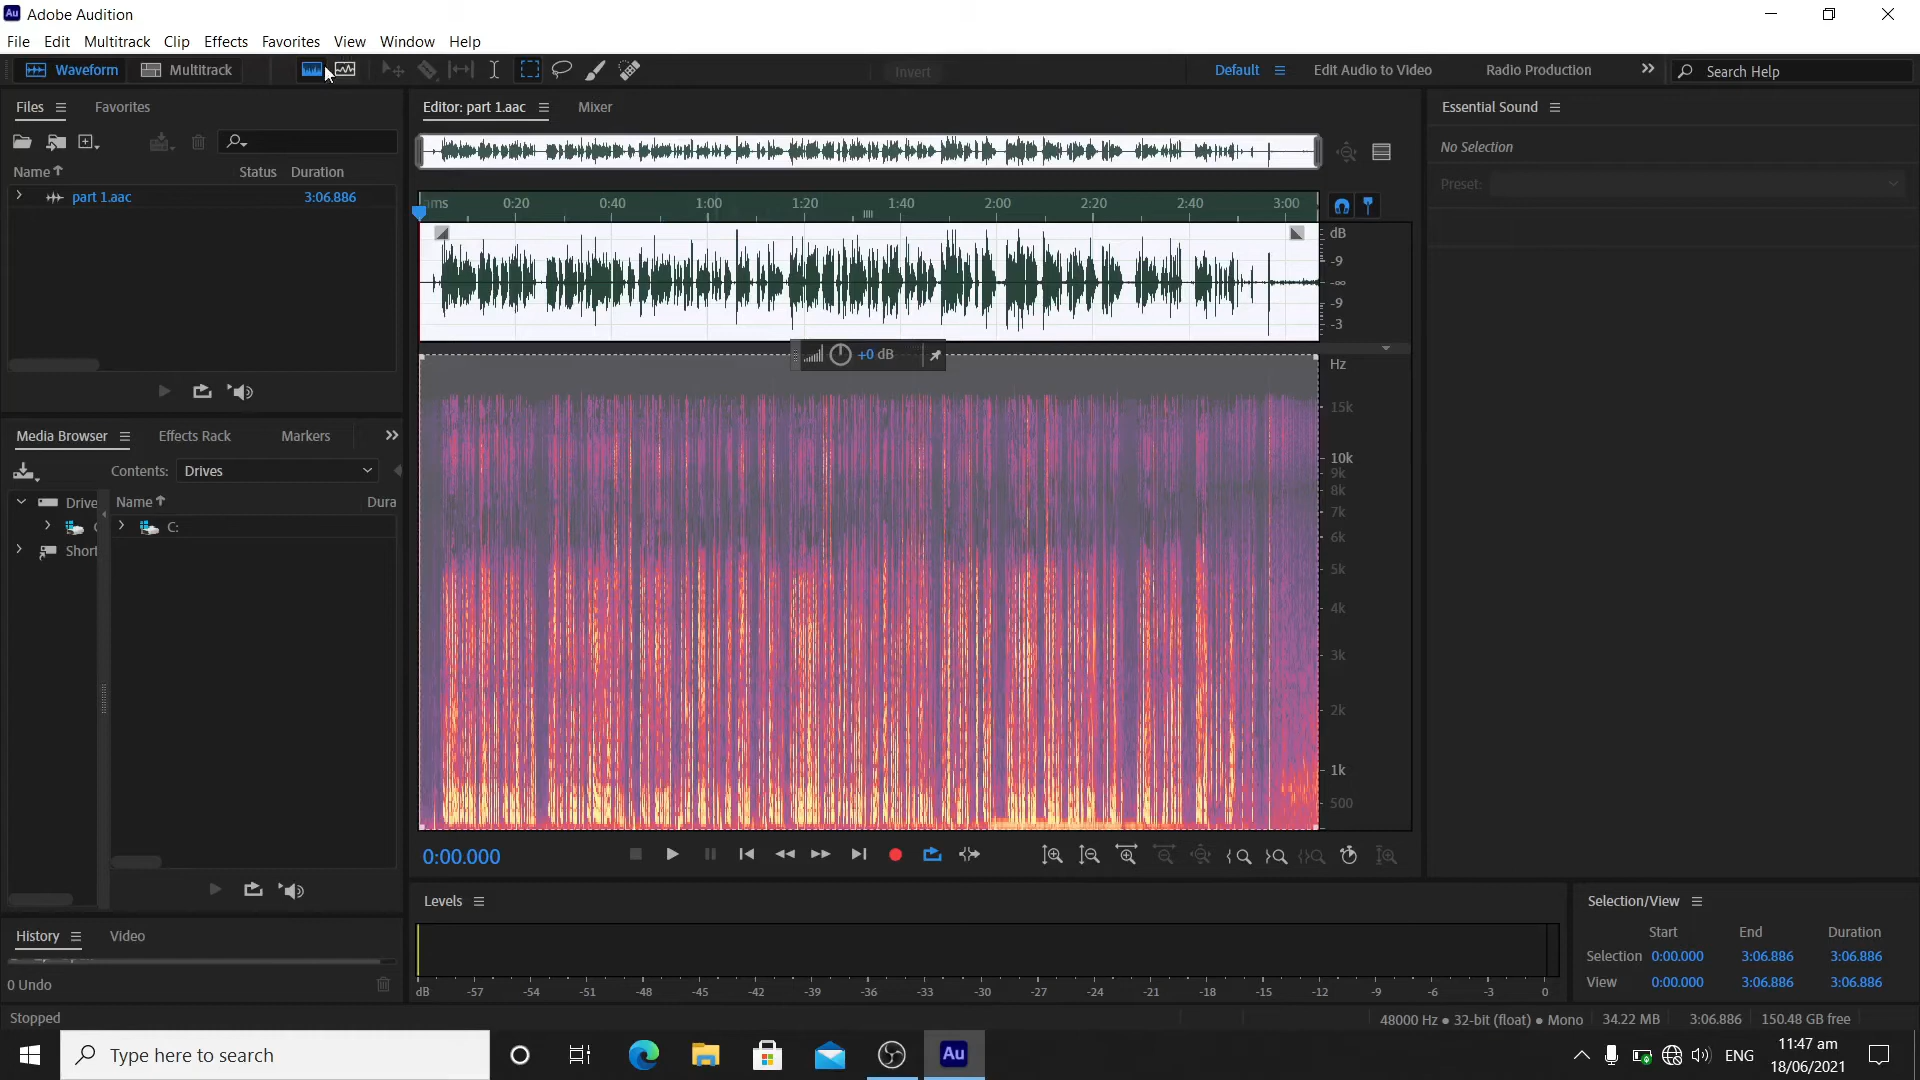 Au Adobe Audition
File Edit Multitrack Clip Effects Favorites View Window Help
Waveform Multitrack Invert Default Edit Audio to Video Radio Production Search Help
Files Favorites
Name Status Duration
part 1.aac 3:06.886
Media Browser Effects Rack Markers
Contents: Drives
Drive Name Dura
C:
Short
History Video
0 Undo
Stopped
Editor: part 1.aac Mixer
hms 0:20 0:40 1:00 1:20 1:40 2:00 2:20 2:40 3:00
dB
-9
-∞
-9
-3
+0 dB
Hz
15k
10k
9k
8k
7k
6k
5k
4k
3k
2k
1k
500
0:00.000
Levels
dB -57 -54 -51 -48 -45 -42 -39 -36 -33 -30 -27 -24 -21 -18 -15 -12 -9 -6 -3 0
Essential Sound
No Selection
Preset:
Selection/View
Start End Duration
Selection 0:00.000 3:06.886 3:06.886
View 0:00.000 3:06.886 3:06.886
48000 Hz ● 32-bit (float) ● Mono 34.22 MB 3:06.886 150.48 GB free
Type here to search Au ENG 11:47 am
18/06/2021